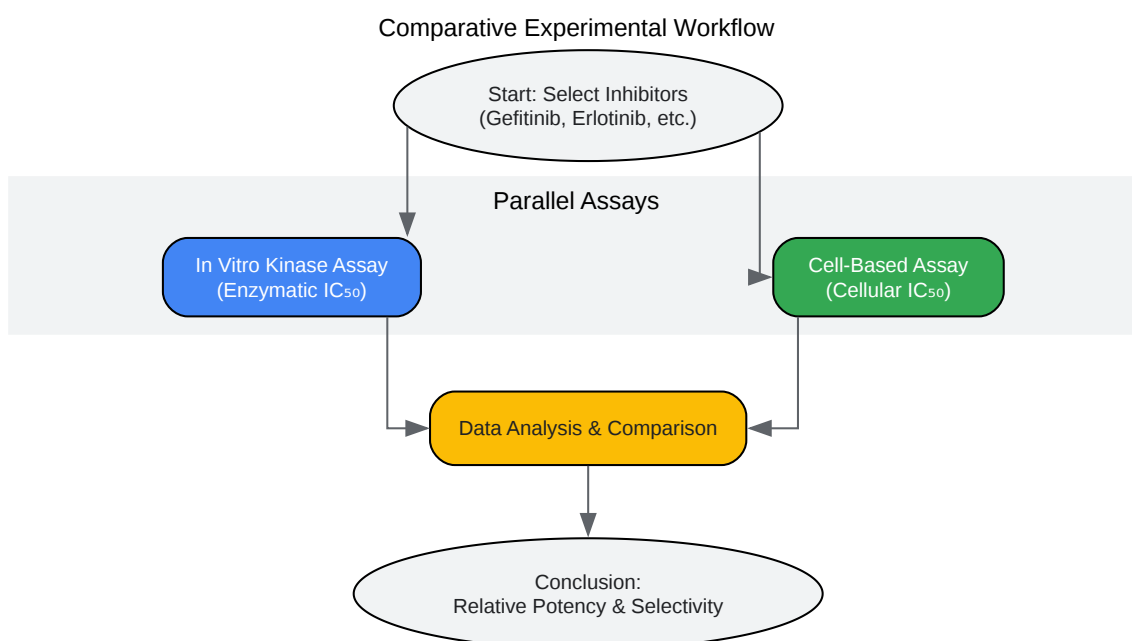 Comparative Experimental Workflow
Start: Select Inhibitors
(Gefitinib, Erlotinib, etc.)
Parallel Assays
In Vitro Kinase Assay
(Enzymatic IC₅₀)
Cell-Based Assay
(Cellular IC₅₀)
Data Analysis & Comparison
Conclusion:
Relative Potency & Selectivity